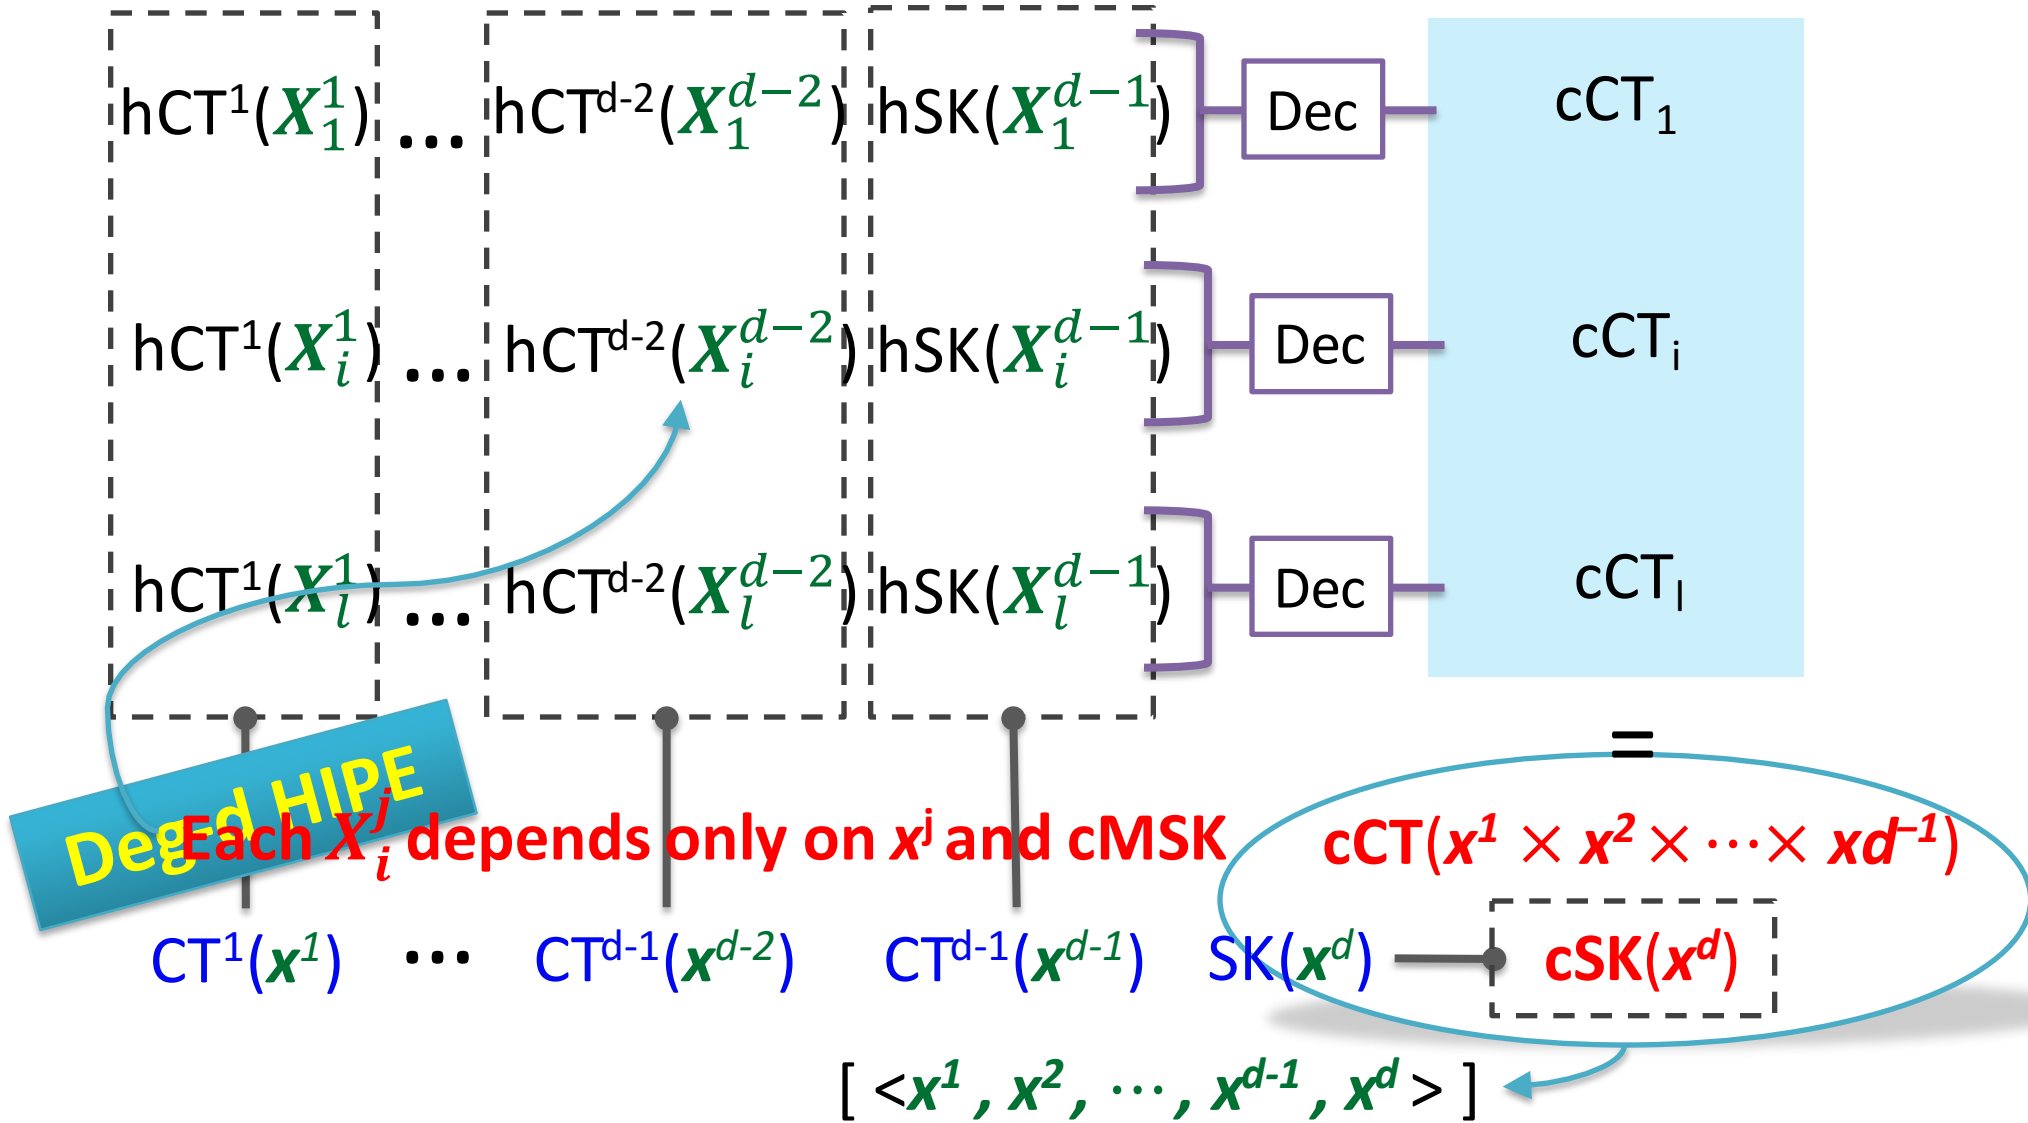 hCT¹(X₁¹) ... hCTᵈ⁻²(X₁ᵈ⁻²) hSK(X₁ᵈ⁻¹) Dec cCT₁
hCT¹(Xᵢ¹) ... hCTᵈ⁻²(Xᵢᵈ⁻²) hSK(Xᵢᵈ⁻¹) Dec cCTᵢ
hCT¹(Xₗ¹) ... hCTᵈ⁻²(Xₗᵈ⁻²) hSK(Xₗᵈ⁻¹) Dec cCTₗ
=
Deg-d HIPE
Each Xᵢʲ depends only on xʲ and cMSK
cCT(x¹ × x² × ⋯ × xd⁻¹)
CT¹(x¹) ... CTᵈ⁻¹(xᵈ⁻²) CTᵈ⁻¹(xᵈ⁻¹) SK(xᵈ) cSK(xᵈ)
[ <x¹ , x² , ⋯ , xᵈ⁻¹ , xᵈ > ]